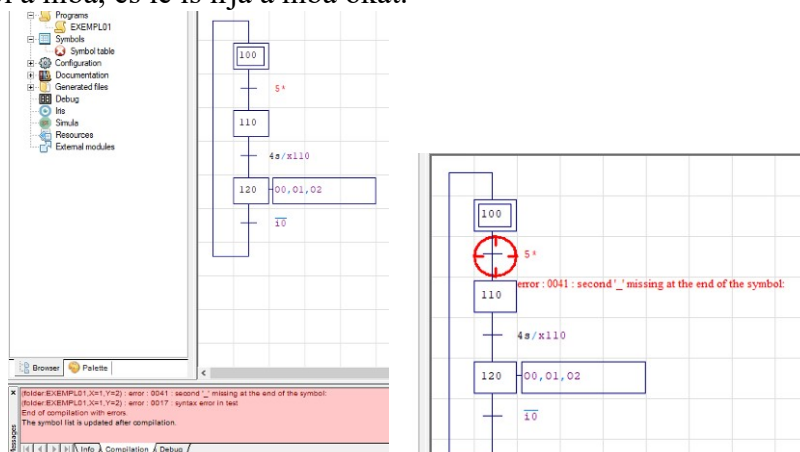 Programs
EXEMPL01
Symbols
Symbol table
Configuration
Documentation
Generated files
Debug
Iris
Simula
Resources
External modules
Browser Palette
100
5*
110
4s/x110
120 O0,O1,O2
i0
(folder:EXEMPL01,X=1,Y=2) : error : 0041 : second '_' missing at the end of the symbol:
(folder:EXEMPL01,X=1,Y=2) : error : 0017 : syntax error in test
End of compilation with errors.
The symbol list is updated after compilation.
Messages
Info Compilation Debug
100
5*
error : 0041 : second '_' missing at the end of the symbol:
110
4s/x110
120 O0,O1,O2
i0